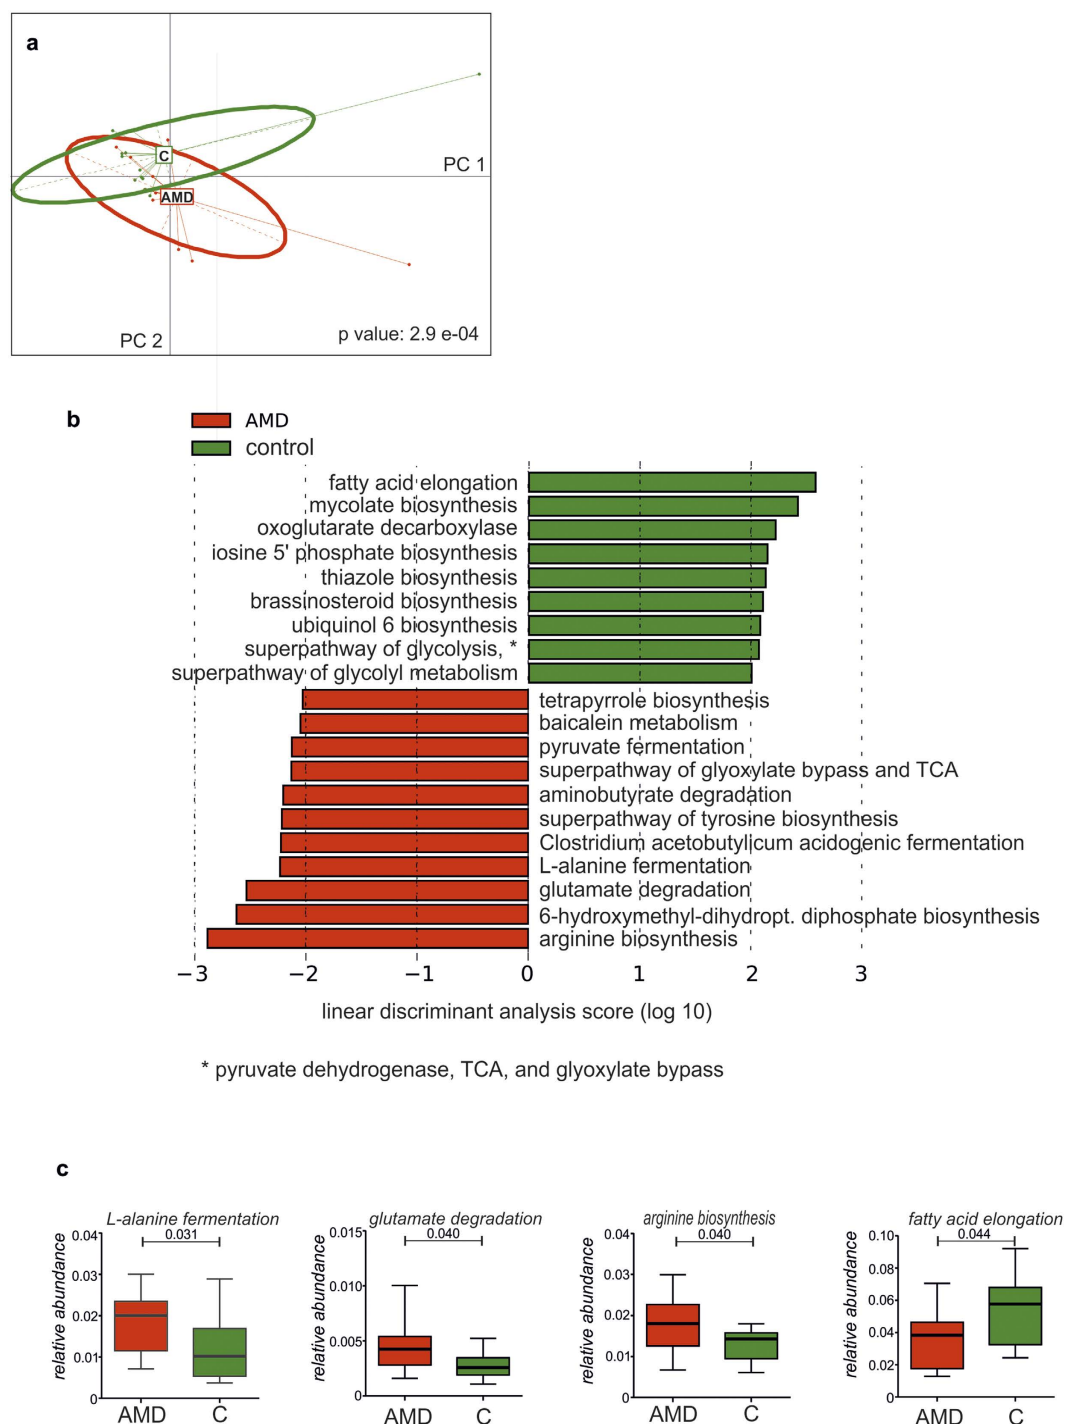 a
C
AMD
PC 1
PC 2
p value: 2.9 e-04
b
AMD
control
fatty acid elongation
mycolate biosynthesis
oxoglutarate decarboxylase
iosine 5' phosphate biosynthesis
thiazole biosynthesis
brassinosteroid biosynthesis
ubiquinol 6 biosynthesis
superpathway of glycolysis, *
superpathway of glycolyl metabolism
tetrapyrrole biosynthesis
baicalein metabolism
pyruvate fermentation
superpathway of glyoxylate bypass and TCA
aminobutyrate degradation
superpathway of tyrosine biosynthesis
Clostridium acetobutylicum acidogenic fermentation
L-alanine fermentation
glutamate degradation
6-hydroxymethyl-dihydropt. diphosphate biosynthesis
arginine biosynthesis
−3 −2 −1 0 1 2 3
linear discriminant analysis score (log 10)
* pyruvate dehydrogenase, TCA, and glyoxylate bypass
c
L-alanine fermentation
0.031
relative abundance
0.04
0.03
0.02
0.01
0
AMD C
glutamate degradation
0.040
relative abundance
0.015
0.010
0.005
0
AMD C
arginine biosynthesis
0.040
relative abundance
0.04
0.03
0.02
0.01
0
AMD C
fatty acid elongation
0.044
relative abundance
0.10
0.06
0.06
0.04
0.02
0
AMD C